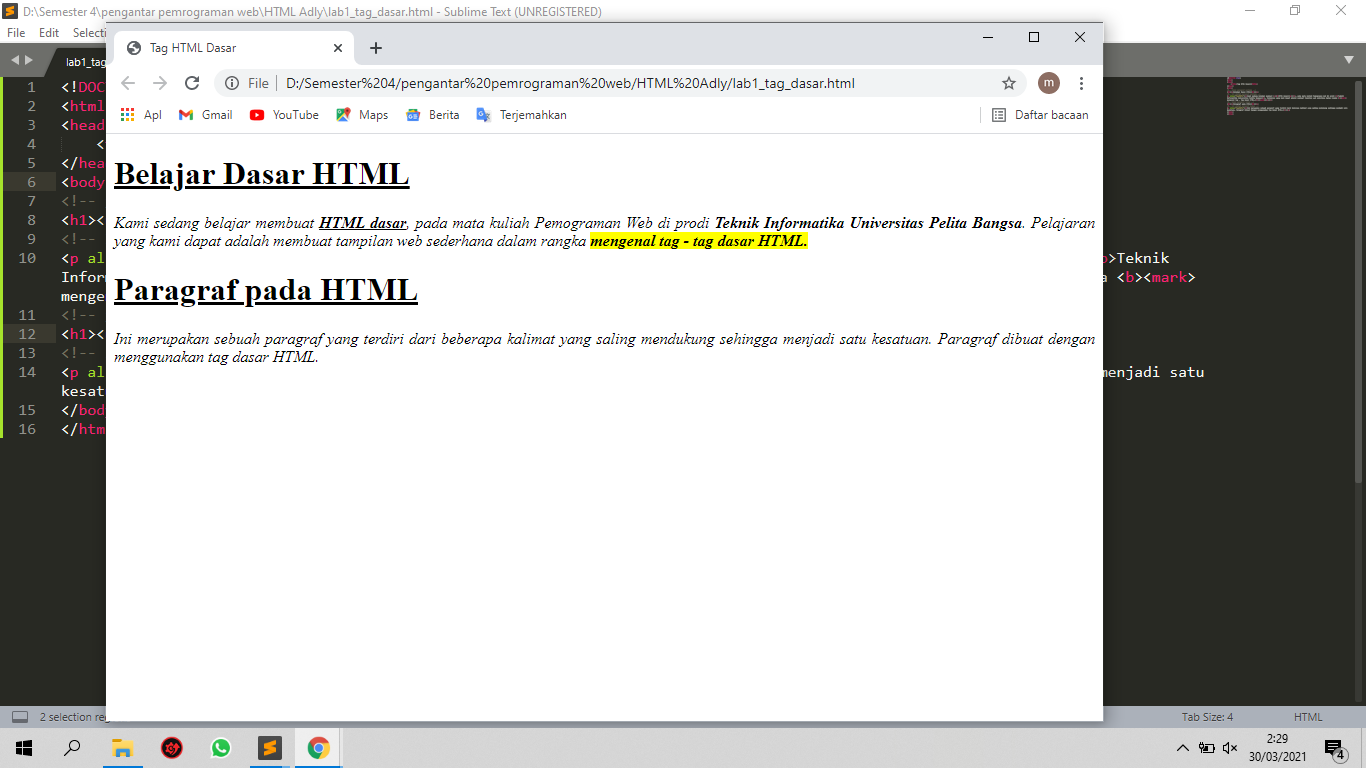 D:\Semester 4\pengantar pemrograman web\HTML Adly\lab1_tag_dasar.html - Sublime Text (UNREGISTERED)
File Edit Selecti
lab1_tag
Tag HTML Dasar
File D:/Semester%204/pengantar%20pemrograman%20web/HTML%20Adly/lab1_tag_dasar.html
m
Apl Gmail YouTube Maps Berita Terjemahkan Daftar bacaan
Belajar Dasar HTML
Kami sedang belajar membuat HTML dasar, pada mata kuliah Pemograman Web di prodi Teknik Informatika Universitas Pelita Bangsa. Pelajaran
yang kami dapat adalah membuat tampilan web sederhana dalam rangka mengenal tag - tag dasar HTML.
Paragraf pada HTML
Ini merupakan sebuah paragraf yang terdiri dari beberapa kalimat yang saling mendukung sehingga menjadi satu kesatuan. Paragraf dibuat dengan
menggunakan tag dasar HTML.
1 <!DOC
2 <html
3 <head
4 <
5 </hea
6 <body
7 <!--
8 <h1><
9 <!--
10 <p al >Teknik
Infor a <b><mark>
menge
11 <!--
12 <h1><
13 <!--
14 <p al menjadi satu
kesat
15 </bod
16 </htm
2 selection re Tab Size: 4 HTML
2:29
30/03/2021
4